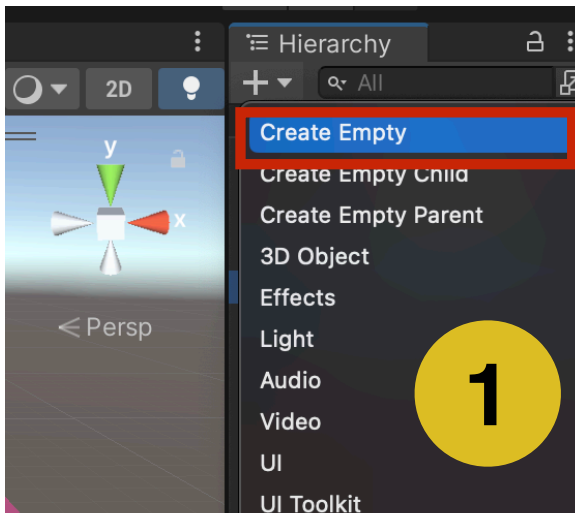 Hierarchy
2D
All
Create Empty
y
Create Empty Child
Create Empty Parent
x
3D Object
Effects
Persp
Light
Audio
1
Video
UI
UI Toolkit